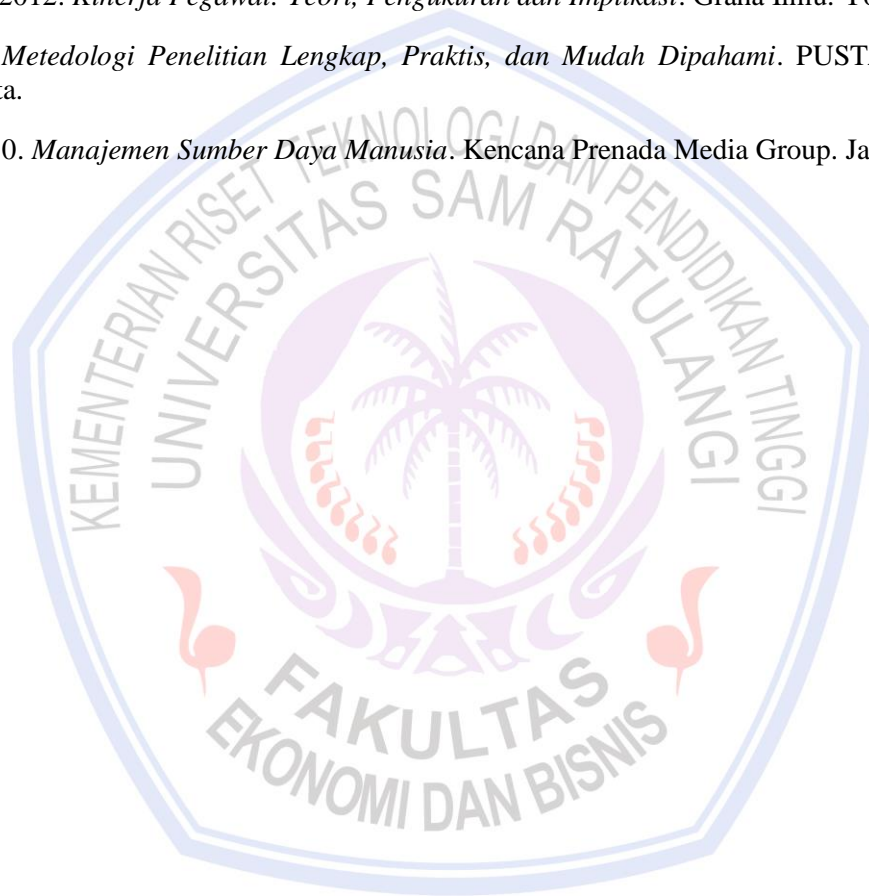 2012. Kinerja Pegawai: Teori, Pengukuran dan Implikasi. Graha Ilmu.
Metedologi Penelitian Lengkap, Praktis, dan Mudah Dipahami. PUSTA
ta.
0. Manajemen Sumber Daya Manusia. Kencana Prenada Media Group. Ja
KEMENTERIAN RISET TEKNOLOGI DAN PENDIDIKAN TINGGI
UNIVERSITAS SAM RATULANGI
FAKULTAS
EKONOMI DAN BISNIS